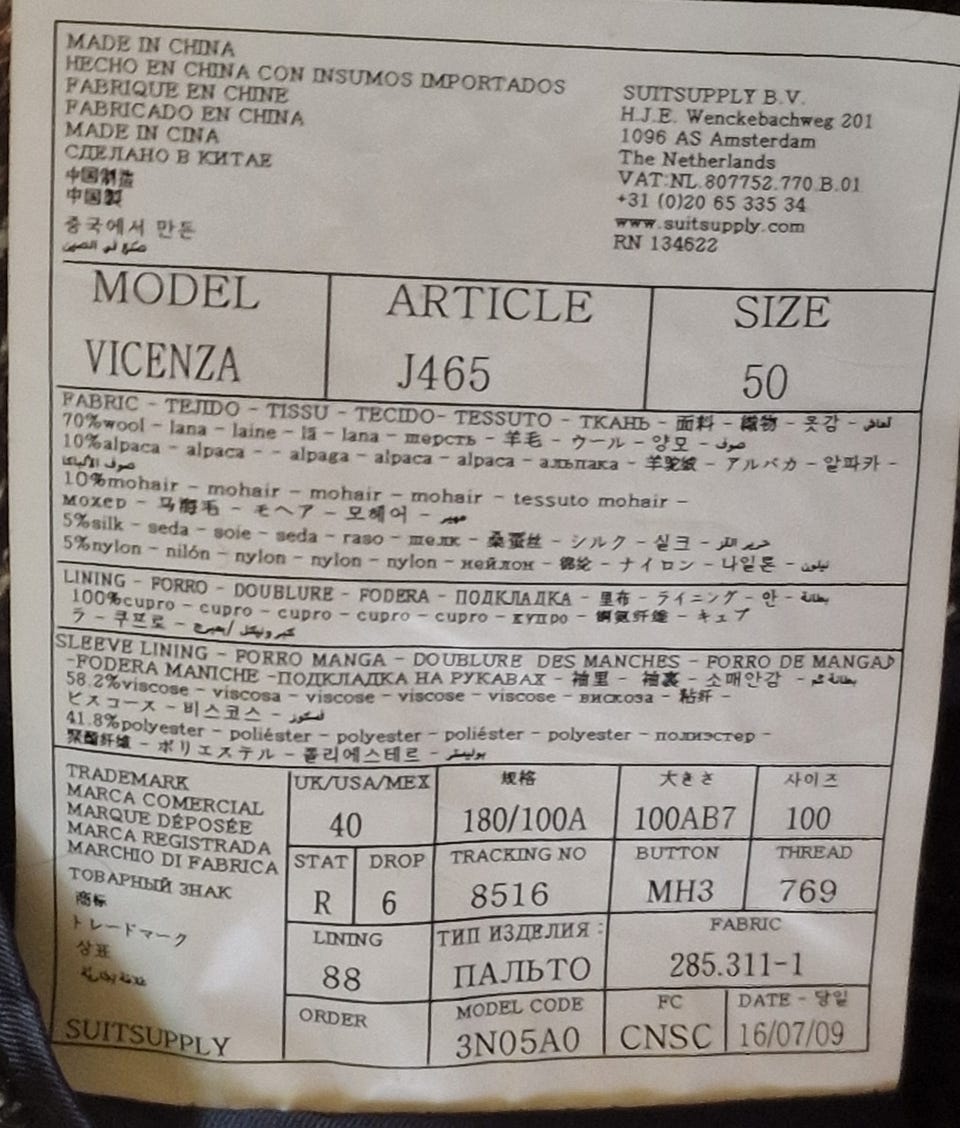 MADE IN CHINA
HECHO EN CHINA CON INSUMOS IMPORTADOS
FABRIQUE EN CHINE
FABRICADO EN CHINA
MADE IN CINA
СДЕЛАНО В КИТАЕ
中国制造
中国製
중국에서 만든
صنع في الصين
SUITSUPPLY B.V.
H.J.E. Wenckebachweg 201
1096 AS Amsterdam
The Netherlands
VAT:NL.807752.770.B.01
+31 (0)20 65 335 34
www.suitsupply.com
RN 134622
MODEL
VICENZA
ARTICLE
J465
SIZE
50
FABRIC - TEJIDO - TISSU - TECIDO- TESSUTO - ТКАНЬ - 面料 - 織物 - 옷감 -
70%wool - lana - laine - lã - lana - шерсть - 羊毛 - ウール - 양모 - صوف
10%alpaca - alpaca - - alpaga - alpaca - alpaca - альпака - 羊驼绒 - アルパカ - 알파카 -
صوف الألباكا
10%mohair - mohair - mohair - mohair - tessuto mohair -
мохер - 马海毛 - モヘア - 모헤어 -
5%silk - seda - soie - seda - raso - шелк - 桑蚕丝 - シルク - 실크 -
5%nylon - nilón - nylon - nylon - nylon - нейлон - 锦纶 - ナイロン - 나일론 - نيلون
LINING - FORRO - DOUBLURE - FODERA - ПОДКЛАДКА - 里布 - ライニング - 안 - بطانة
100%cupro - cupro - cupro - cupro - cupro - купро - 铜氨纤维 - キュプ
ラ - 쿠프로 -
SLEEVE LINING - FORRO MANGA - DOUBLURE DES MANCHES - FORRO DE MANGA
-FODERA MANICHE -ПОДКЛАДКА НА РУКАВАХ - 袖里 - 袖裏 - 소매안감 - بطانة كم
58.2%viscose - viscosa - viscose - viscose - viscose - вискоза - 粘纤 -
ビスコース - 비스코스 -
41.8%polyester - poliéster - polyester - poliéster - polyester - полиэстер -
聚酯纤维 - ポリエステル - 폴리에스테르 - بوليستر
TRADEMARK
MARCA COMERCIAL
MARQUE DÉPOSÉE
MARCA REGISTRADA
MARCHIO DI FABRICA
ТОВАРНЫЙ ЗНАК
商标
トレードマーク
상표
SUITSUPPLY
UK/USA/MEX
40
规格
180/100A
大きさ
100AB7
사이즈
100
STAT
R
DROP
6
TRACKING NO
8516
BUTTON
MH3
THREAD
769
LINING
88
ТИП ИЗДЕЛИЯ :
ПАЛЬТО
FABRIC
285.311-1
ORDER
MODEL CODE
3N05A0
FC
CNSC
DATE - 당일
16/07/09